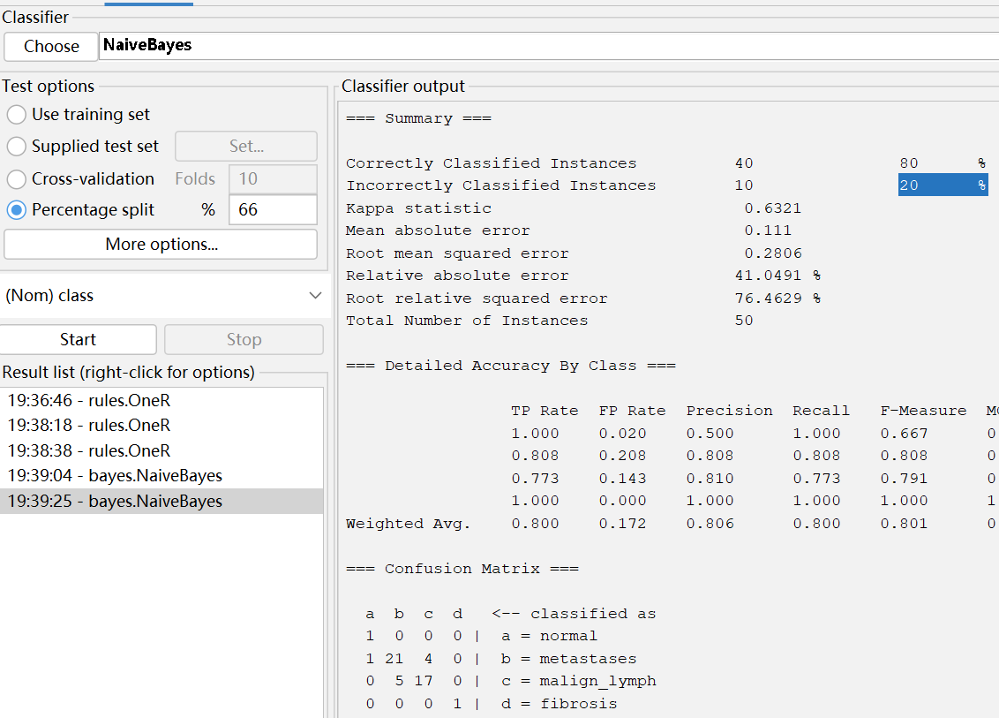 Classifier
Choose NaiveBayes
Test options
Use training set
Supplied test set Set...
Cross-validation Folds 10
Percentage split % 66
More options...
(Nom) class
Start Stop
Result list (right-click for options)
19:36:46 - rules.OneR
19:38:18 - rules.OneR
19:38:38 - rules.OneR
19:39:04 - bayes.NaiveBayes
19:39:25 - bayes.NaiveBayes
Classifier output
=== Summary ===
Correctly Classified Instances 40 80 %
Incorrectly Classified Instances 10 20 %
Kappa statistic 0.6321
Mean absolute error 0.111
Root mean squared error 0.2806
Relative absolute error 41.0491 %
Root relative squared error 76.4629 %
Total Number of Instances 50
=== Detailed Accuracy By Class ===
TP Rate FP Rate Precision Recall F-Measure
1.000 0.020 0.500 1.000 0.667 0
0.808 0.208 0.808 0.808 0.808 0
0.773 0.143 0.810 0.773 0.791 0
1.000 0.000 1.000 1.000 1.000 1
Weighted Avg. 0.800 0.172 0.806 0.800 0.801 0
=== Confusion Matrix ===
a b c d <-- classified as
1 0 0 0 | a = normal
1 21 4 0 | b = metastases
0 5 17 0 | c = malign_lymph
0 0 0 1 | d = fibrosis